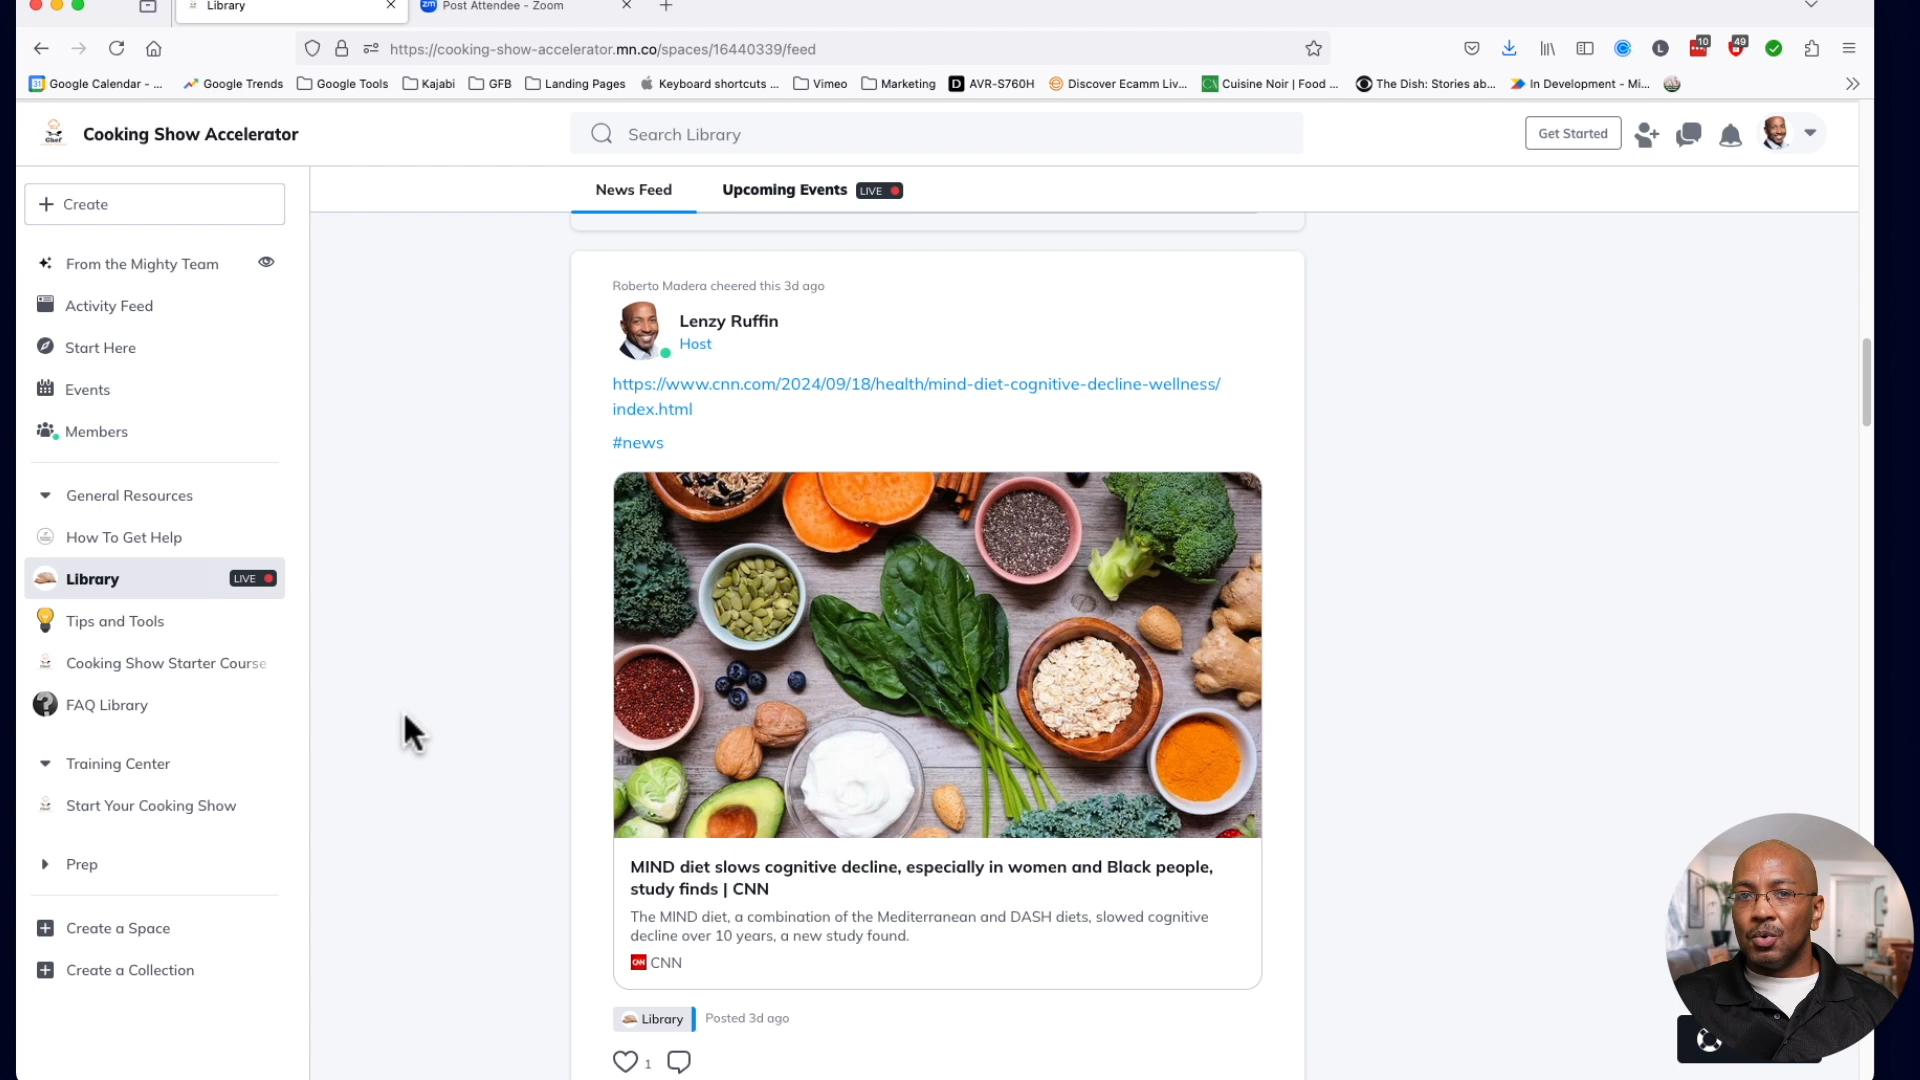 Library
zm Post Attendee - Zoom
https://cooking-show-accelerator.mn.co/spaces/16440339/feed
L
10
49
31 Google Calendar - ...
Google Trends
Google Tools
Kajabi
GFB
Landing Pages
Keyboard shortcuts ...
Vimeo
Marketing
D AVR-S760H
Discover Ecamm Liv...
CN Cuisine Noir | Food ...
The Dish: Stories ab...
In Development - Mi...
Chef
Cooking Show Accelerator
Search Library
Get Started
News Feed
Upcoming Events LIVE
Create
From the Mighty Team
Activity Feed
Start Here
Events
Members
General Resources
How To Get Help
Library LIVE
Tips and Tools
Cooking Show Starter Course
FAQ Library
Training Center
Start Your Cooking Show
Prep
Create a Space
Create a Collection
Roberto Madera cheered this 3d ago
Lenzy Ruffin
Host
https://www.cnn.com/2024/09/18/health/mind-diet-cognitive-decline-wellness/
index.html
#news
MIND diet slows cognitive decline, especially in women and Black people,
study finds | CNN
The MIND diet, a combination of the Mediterranean and DASH diets, slowed cognitive
decline over 10 years, a new study found.
CNN CNN
Library
Posted 3d ago
1